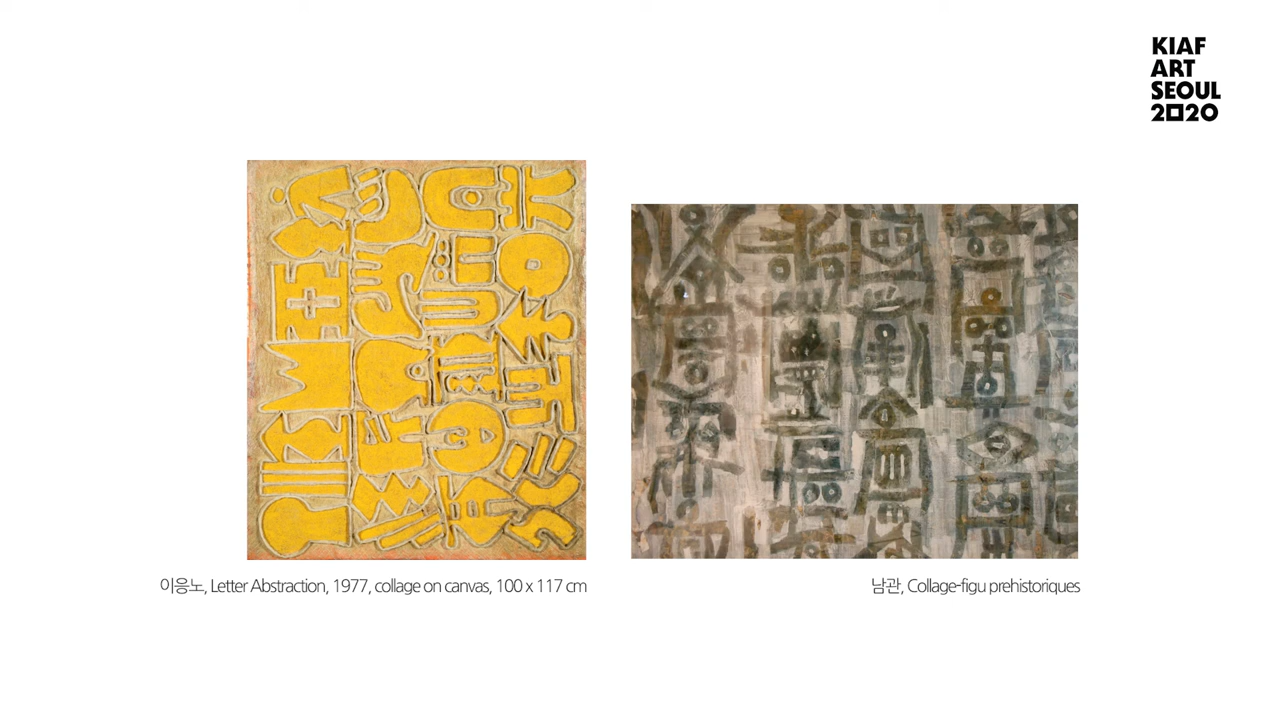 KIAF
ART
SEOUL
2020
이응노, Letter Abstraction, 1977, collage on canvas, 100 x 117 cm
남관, Collage-figu prehistoriques